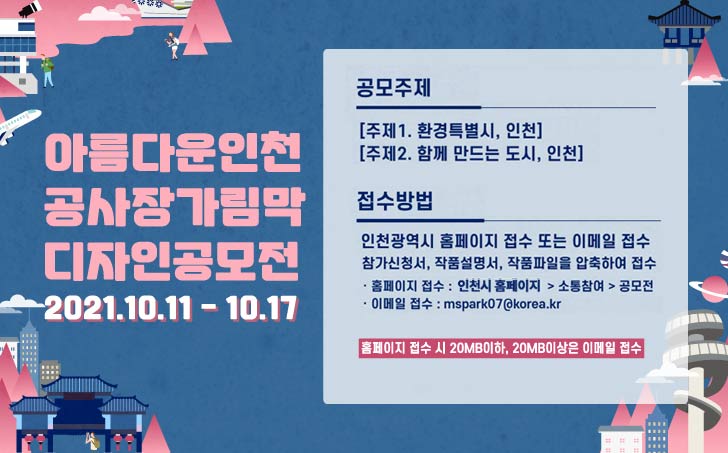 아름다운인천
공사장가림막
디자인공모전
2021.10.11 - 10.17
공모주제
[주제1. 환경특별시, 인천]
[주제2. 함께 만드는 도시, 인천]
접수방법
인천광역시 홈페이지 접수 또는 이메일 접수
참가신청서, 작품설명서, 작품파일을 압축하여 접수
· 홈페이지 접수 : 인천시 홈페이지 > 소통참여 > 공모전
· 이메일 접수 : mspark07@korea.kr
홈페이지 접수 시 20MB이하, 20MB이상은 이메일 접수